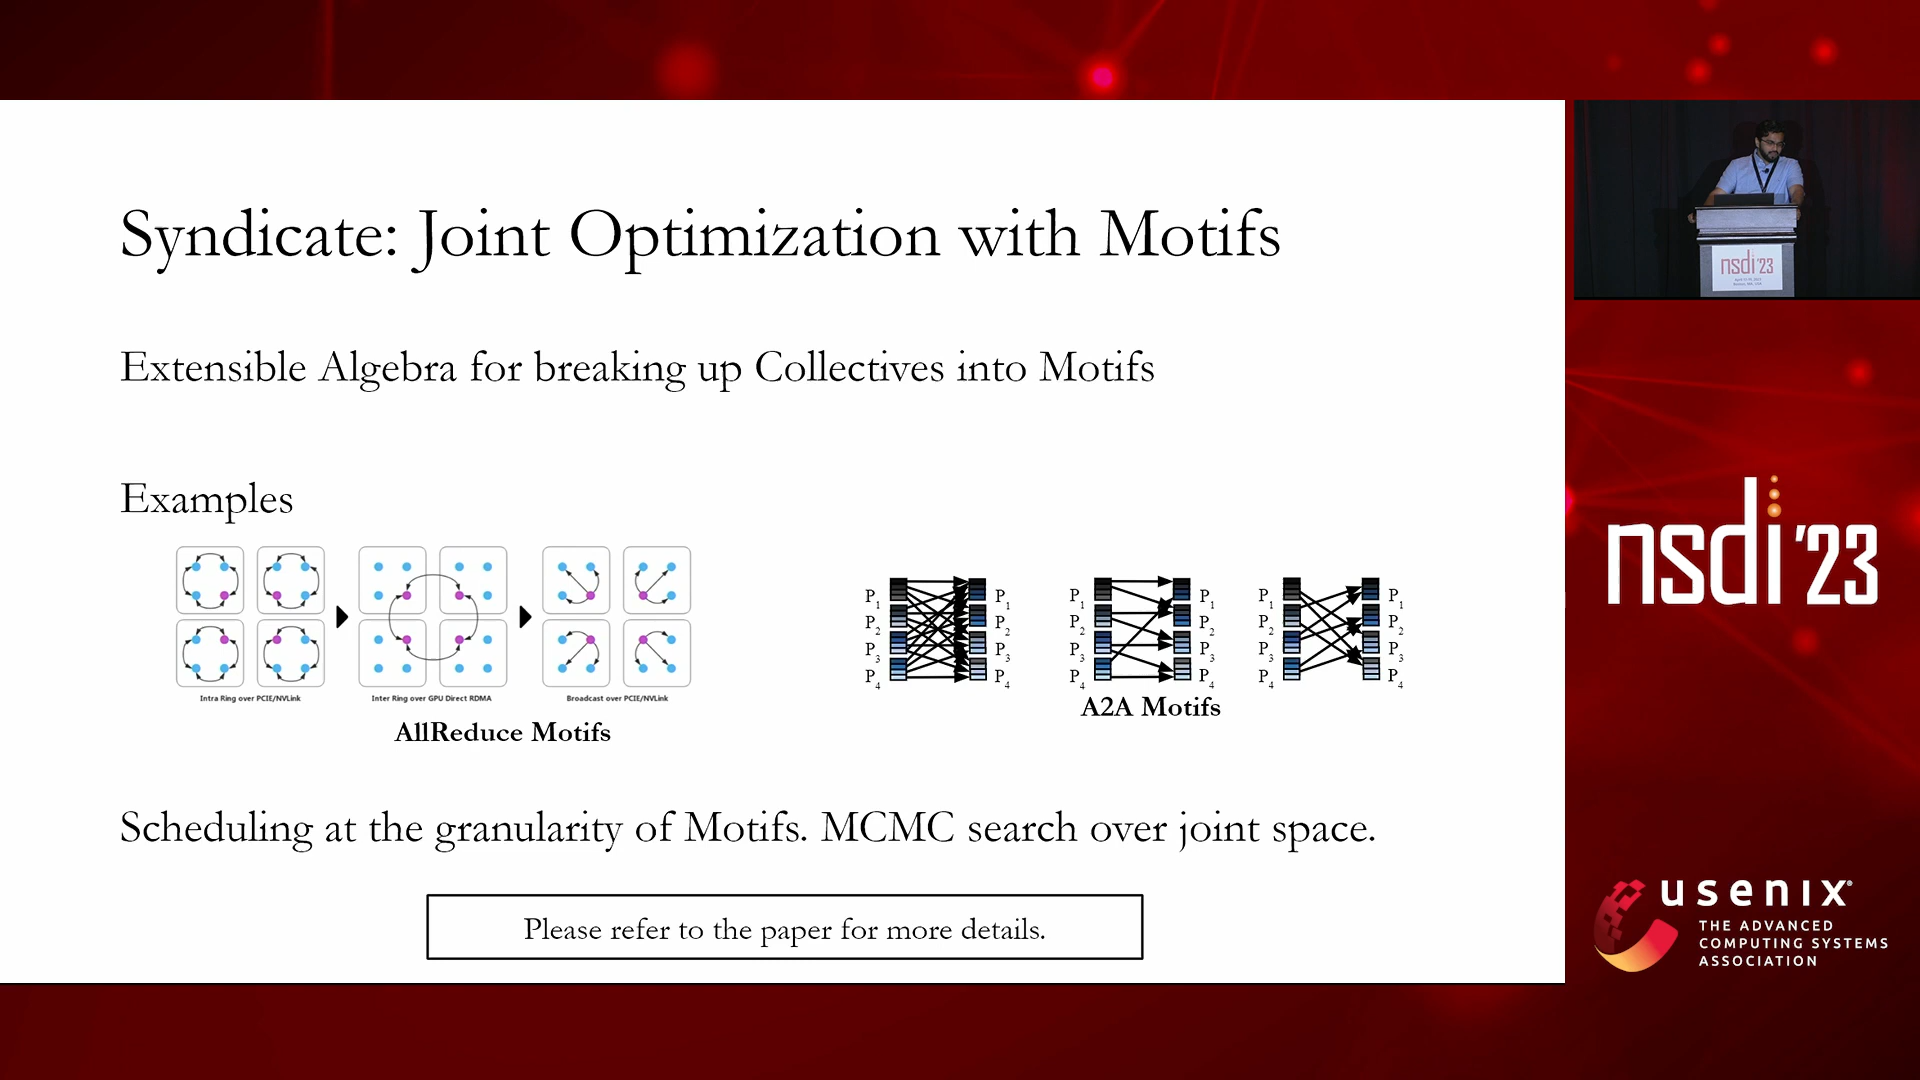 Syndicate: Joint Optimization with Motifs
Extensible Algebra for breaking up Collectives into Motifs
Examples
Intra Ring over PCIE/NVLink
Inter Ring over GPU Direct RDMA
Broadcast over PCIE/NVLink
AllReduce Motifs
P1 P1 P1 P1 P1 P1
P2 P2 P2 P2 P2 P2
P3 P3 P3 P3 P3 P3
P4 P4 P4 P4 P4 P4
A2A Motifs
Scheduling at the granularity of Motifs. MCMC search over joint space.
Please refer to the paper for more details.
nsdi '23
nsdi '23
usenix®
THE ADVANCED
COMPUTING SYSTEMS
ASSOCIATION